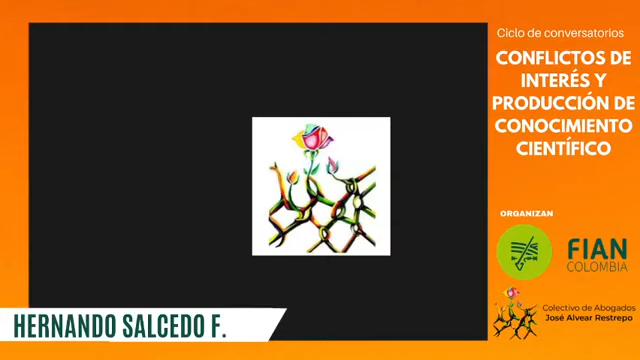 Ciclo de conversatorios
CONFLICTOS DE
INTERÉS Y
PRODUCCIÓN DE
CONOCIMIENTO
CIENTÍFICO
ORGANIZAN
FIAN
COLOMBIA
Colectivo de Abogados
José Alvear Restrepo
HERNANDO SALCEDO F.